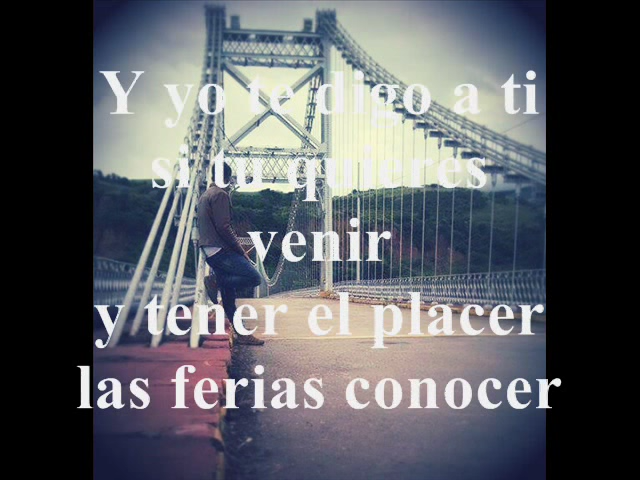 Y yo te digo a ti
si tu quieres
venir
y tener el placer
las ferias conocer